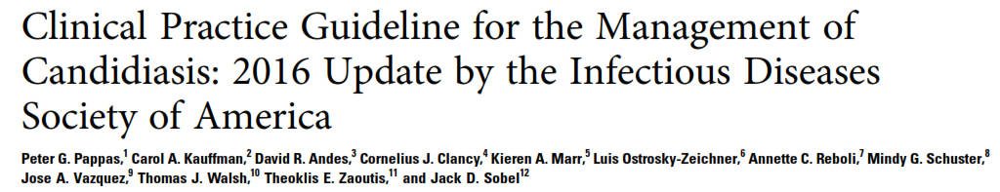 Clinical Practice Guideline for the Management of
Candidiasis: 2016 Update by the Infectious Diseases
Society of America
Peter G. Pappas,¹ Carol A. Kauffman,² David R. Andes,³ Cornelius J. Clancy,⁴ Kieren A. Marr,⁵ Luis Ostrosky-Zeichner,⁶ Annette C. Reboli,⁷ Mindy G. Schuster,⁸
Jose A. Vazquez,⁹ Thomas J. Walsh,¹⁰ Theoklis E. Zaoutis,¹¹ and Jack D. Sobel¹²